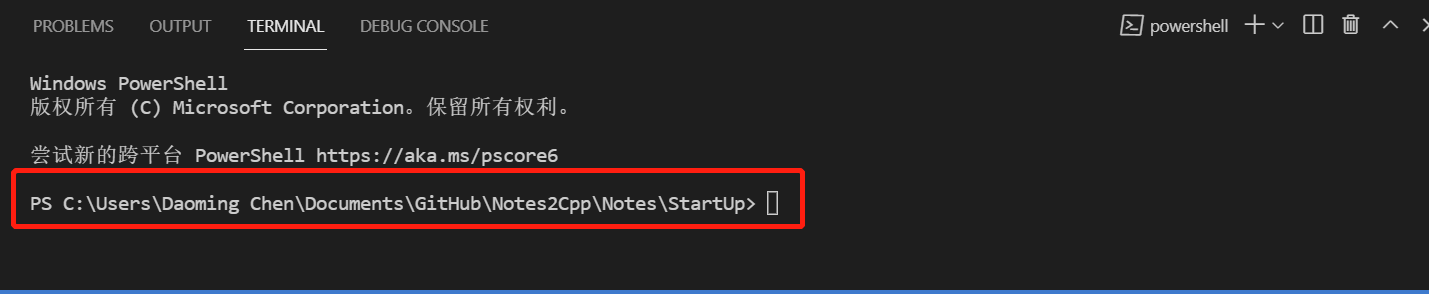 PROBLEMS OUTPUT TERMINAL DEBUG CONSOLE powershell
Windows PowerShell
版权所有 (C) Microsoft Corporation。保留所有权利。
尝试新的跨平台 PowerShell https://aka.ms/pscore6
PS C:\Users\Daoming Chen\Documents\GitHub\Notes2Cpp\Notes\StartUp>